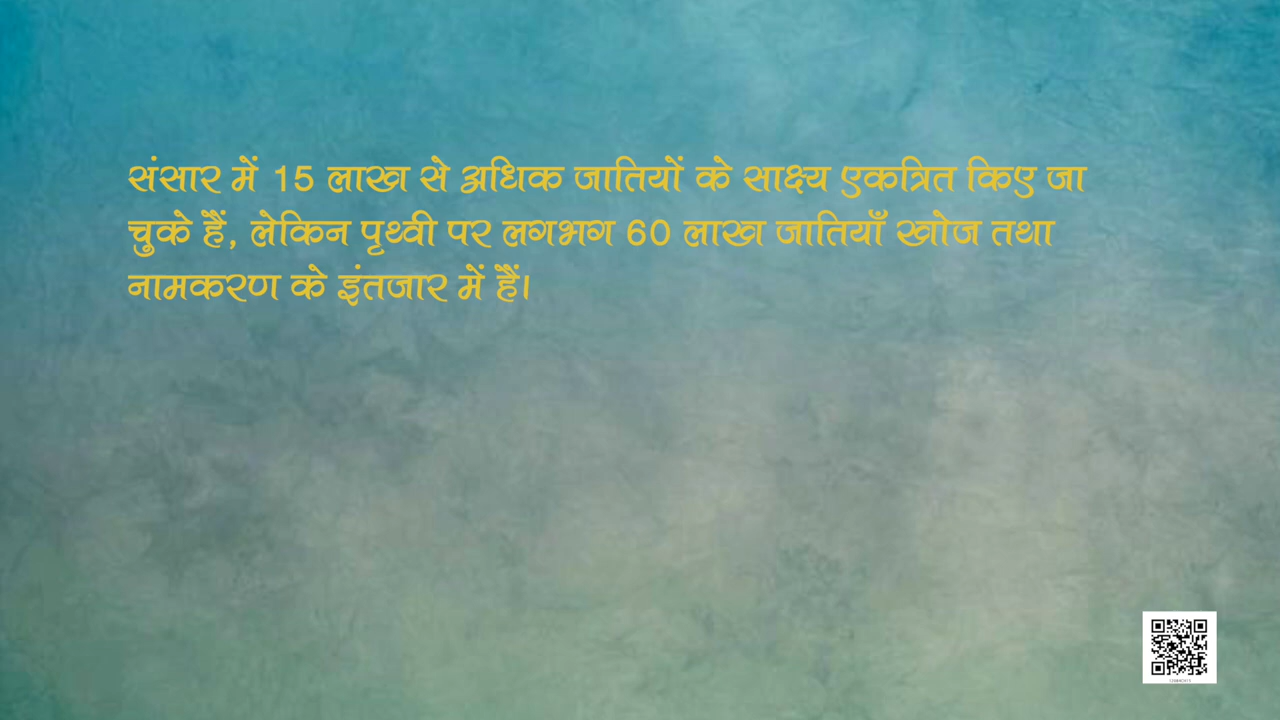 संसार में 15 लाख से अधिक जातियों के साक्ष्य एकत्रित किए जा
चुके हैं, लेकिन पृथ्वी पर लगभग 60 लाख जातियाँ खोज तथा
नामकरण के इंतजार में हैं।